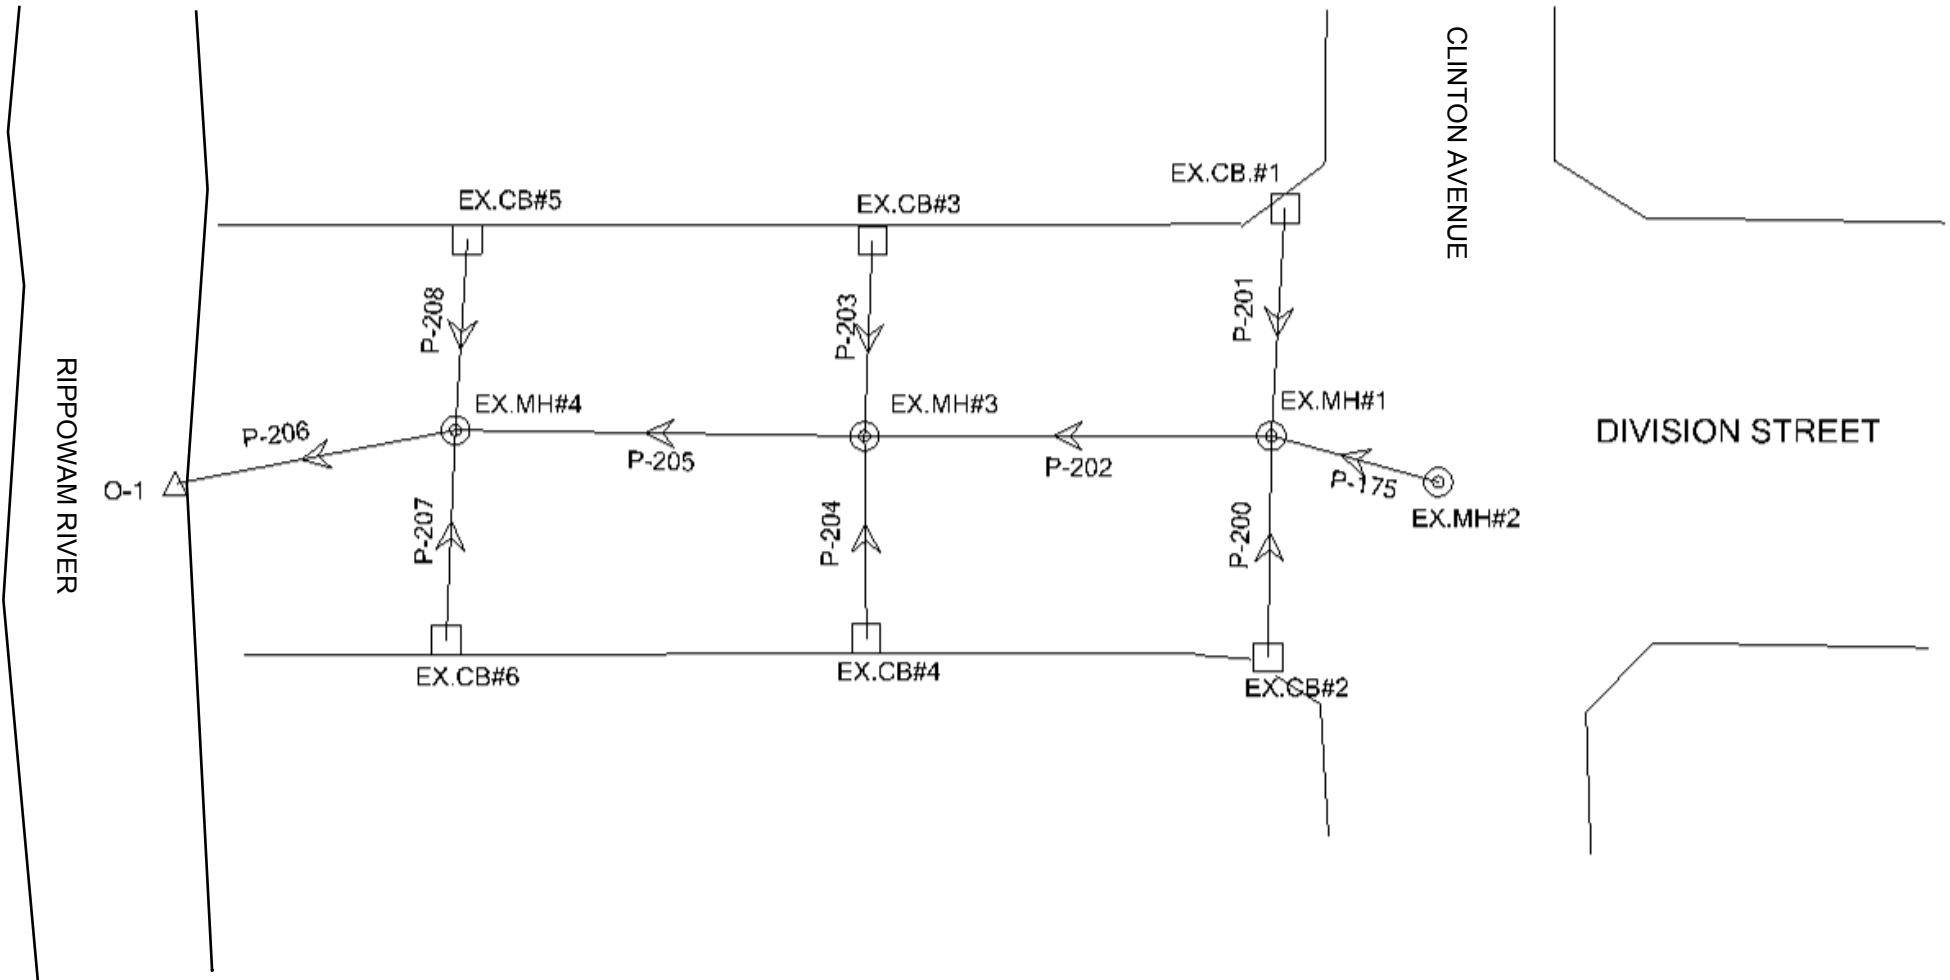 CLINTON AVENUE
EX.CB.#1
EX.CB#5
EX.CB#3
P-208
P-203
P-201
RIPPOWAM RIVER
EX.MH#4
EX.MH#3
EX.MH#1
DIVISION STREET
P-206
P-205
P-202
P-175
O-1
EX.MH#2
P-207
P-204
P-200
EX.CB#6
EX.CB#4
EX.CB#2